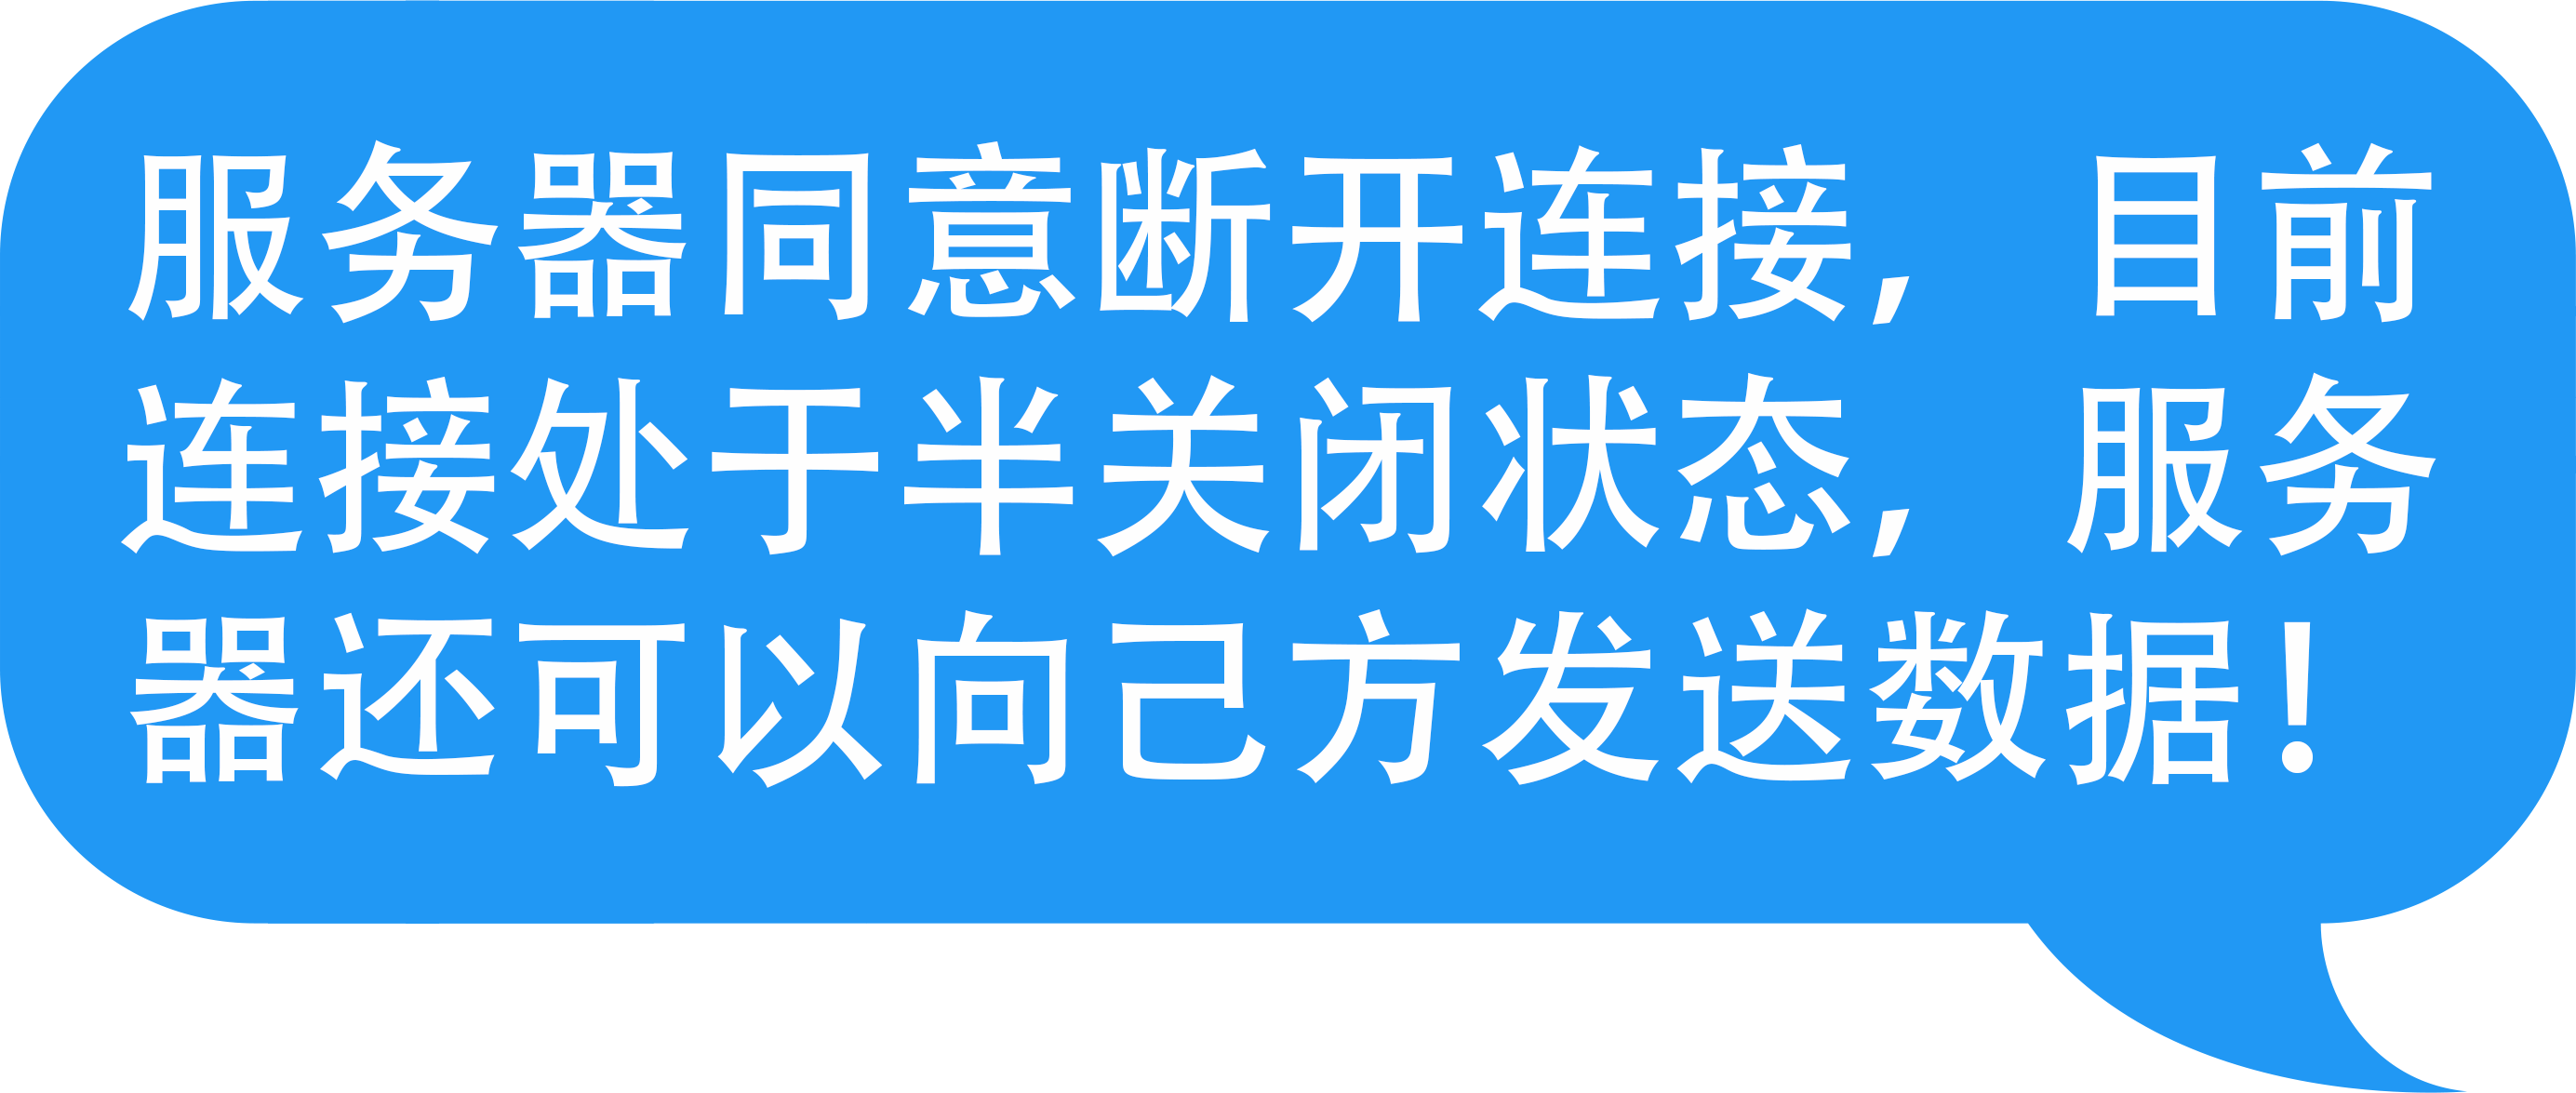 服务器同意断开连接，目前
连接处于半关闭状态，服务
器还可以向己方发送数据！